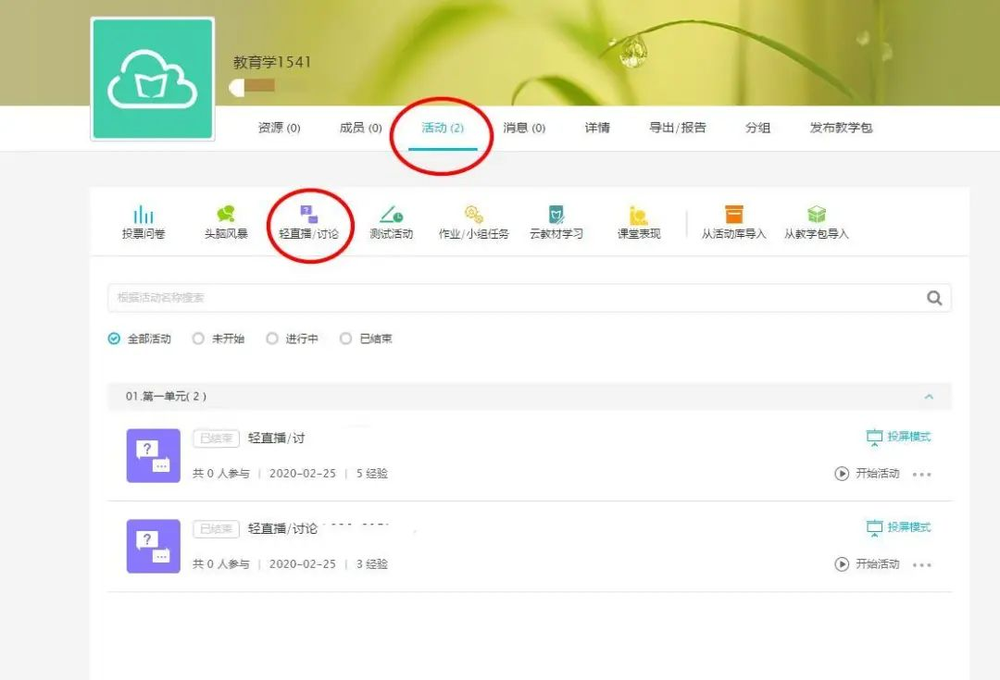 教育学1541
资源 (0) 成员 (0) 活动 (2) 消息 (0) 详情 导出/报告 分组 发布教学包
投票问卷 头脑风暴 轻直播/讨论 测试活动 作业/小组任务 云教材学习 课堂表现 从活动库导入 从教学包导入
根据活动名称搜索
全部活动 未开始 进行中 已结束
01.第一单元( 2 )
已结束 轻直播/讨 投屏模式
共 0 人参与 | 2020-02-25 | 5 经验 开始活动
已结束 轻直播/讨论 投屏模式
共 0 人参与 | 2020-02-25 | 3 经验 开始活动